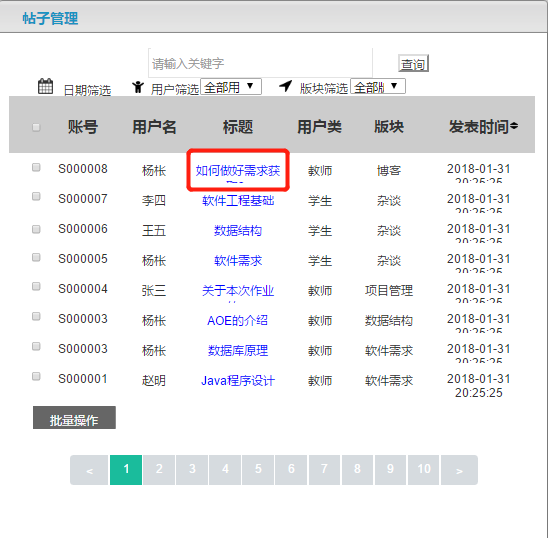 帖子管理
请输入关键字 查询
日期筛选 用户筛选 全部用 版块筛选 全部版
账号 用户名 标题 用户类 版块 发表时间
S000008 杨枨 如何做好需求获 教师 博客 2018-01-31
20:25:25
S000007 李四 软件工程基础 学生 杂谈 2018-01-31
20:25:25
S000006 王五 数据结构 学生 杂谈 2018-01-31
20:25:25
S000005 杨枨 软件需求 学生 杂谈 2018-01-31
20:25:25
S000004 张三 关于本次作业 教师 项目管理 2018-01-31
20:25:25
S000003 杨枨 AOE的介绍 教师 数据结构 2018-01-31
20:25:25
S000003 杨枨 数据库原理 教师 软件需求 2018-01-31
20:25:25
S000001 赵明 Java程序设计 教师 软件需求 2018-01-31
20:25:25
批量操作
< 1 2 3 4 5 6 7 8 9 10 >